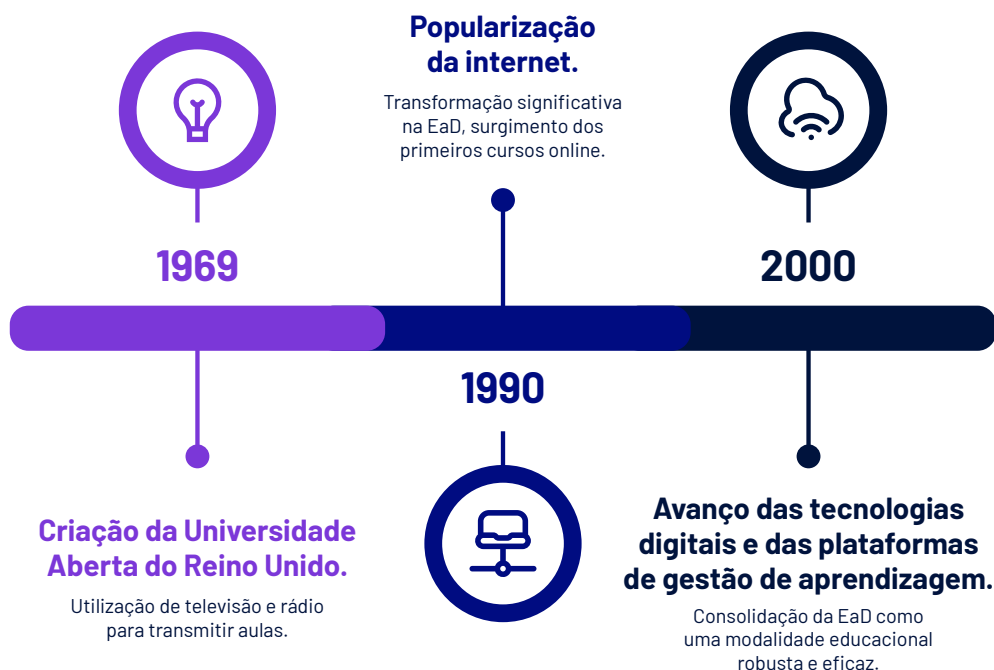 1969
Criação da Universidade
Aberta do Reino Unido.
Utilização de televisão e rádio
para transmitir aulas.
Popularização
da internet.
Transformação significativa
na EaD, surgimento dos
primeiros cursos online.
1990
2000
Avanço das tecnologias
digitais e das plataformas
de gestão de aprendizagem.
Consolidação da EaD como
uma modalidade educacional
robusta e eficaz.